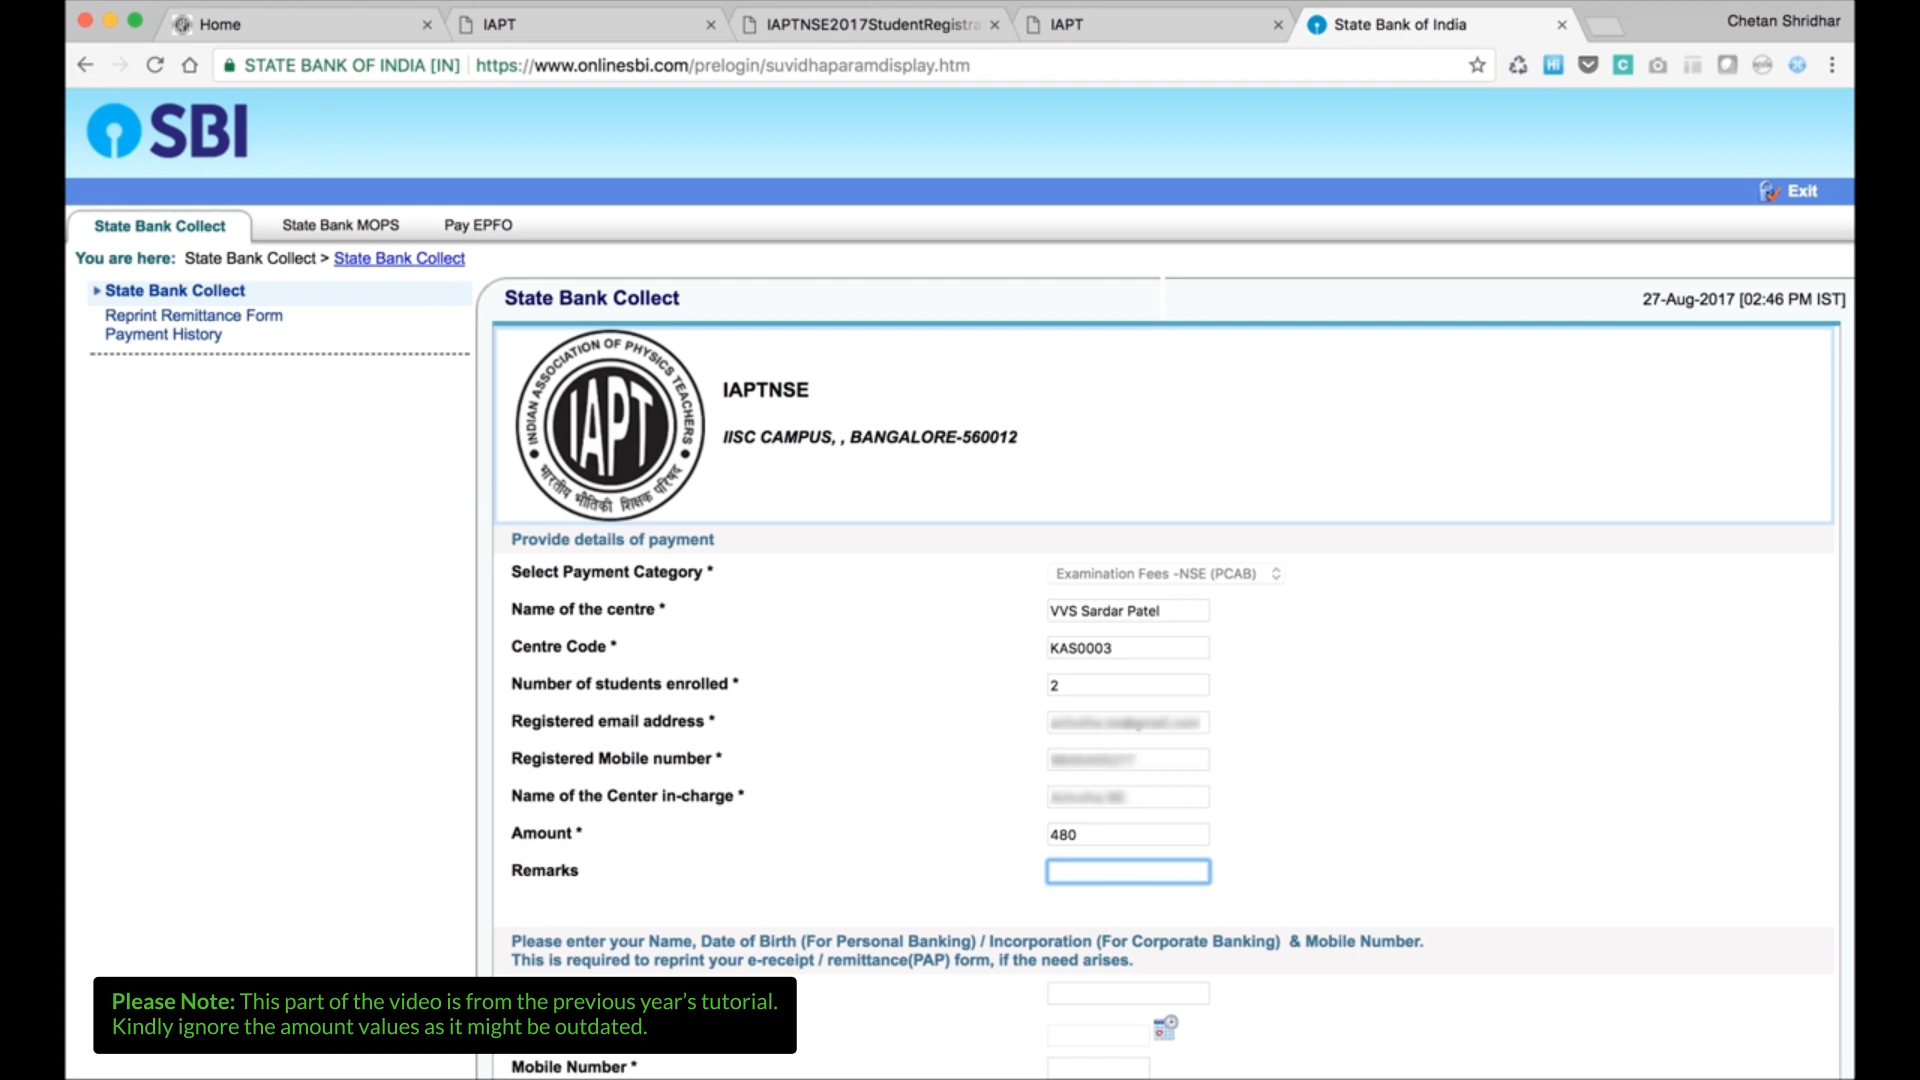 Home
IAPT
IAPTNSE2017StudentRegistra
IAPT
State Bank of India
Chetan Shridhar
STATE BANK OF INDIA [IN]
https://www.onlinesbi.com/prelogin/suvidhaparamdisplay.htm
SBI
Exit
State Bank Collect
State Bank MOPS
Pay EPFO
You are here: State Bank Collect > State Bank Collect
State Bank Collect
Reprint Remittance Form
Payment History
State Bank Collect
27-Aug-2017 [02:46 PM IST]
INDIAN ASSOCIATION OF PHYSICS TEACHERS
IAPT
भारतीय भौतिकी शिक्षक परिषद
IAPTNSE
IISC CAMPUS, , BANGALORE-560012
Provide details of payment
Select Payment Category * Examination Fees -NSE (PCAB)
Name of the centre * VVS Sardar Patel
Centre Code * KAS0003
Number of students enrolled * 2
Registered email address *
Registered Mobile number *
Name of the Center in-charge *
Amount * 480
Remarks
Please enter your Name, Date of Birth (For Personal Banking) / Incorporation (For Corporate Banking) & Mobile Number.
This is required to reprint your e-receipt / remittance(PAP) form, if the need arises.
Please Note: This part of the video is from the previous year's tutorial.
Kindly ignore the amount values as it might be outdated.
Mobile Number *